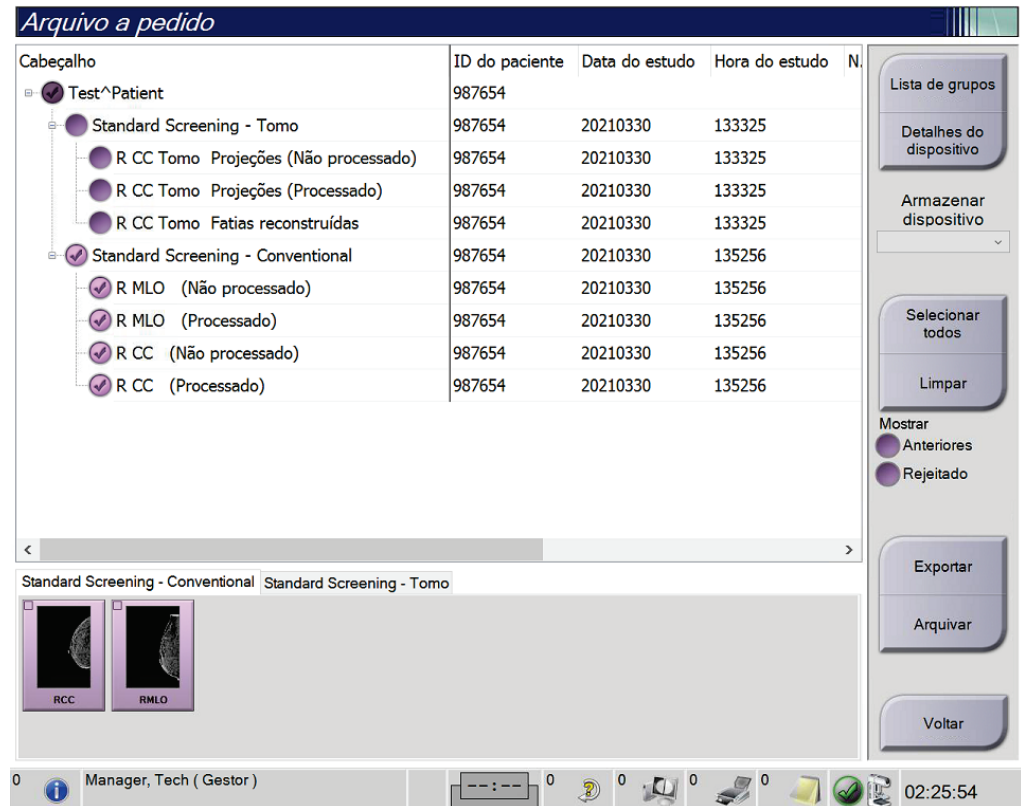 Arquivo a pedido
Cabeçalho ID do paciente Data do estudo Hora do estudo N.
Test^Patient 987654
Standard Screening - Tomo 987654 20210330 133325
R CC Tomo Projeções (Não processado) 987654 20210330 133325
R CC Tomo Projeções (Processado) 987654 20210330 133325
R CC Tomo Fatias reconstruídas 987654 20210330 133325
Standard Screening - Conventional 987654 20210330 135256
R MLO (Não processado) 987654 20210330 135256
R MLO (Processado) 987654 20210330 135256
R CC (Não processado) 987654 20210330 135256
R CC (Processado) 987654 20210330 135256
Lista de grupos
Detalhes do
dispositivo
Armazenar
dispositivo
Selecionar
todos
Limpar
Mostrar
Anteriores
Rejeitado
Exportar
Arquivar
Voltar
Standard Screening - Conventional Standard Screening - Tomo
RCC RMLO
0 Manager, Tech ( Gestor ) --:-- 0 0 0 0 02:25:54